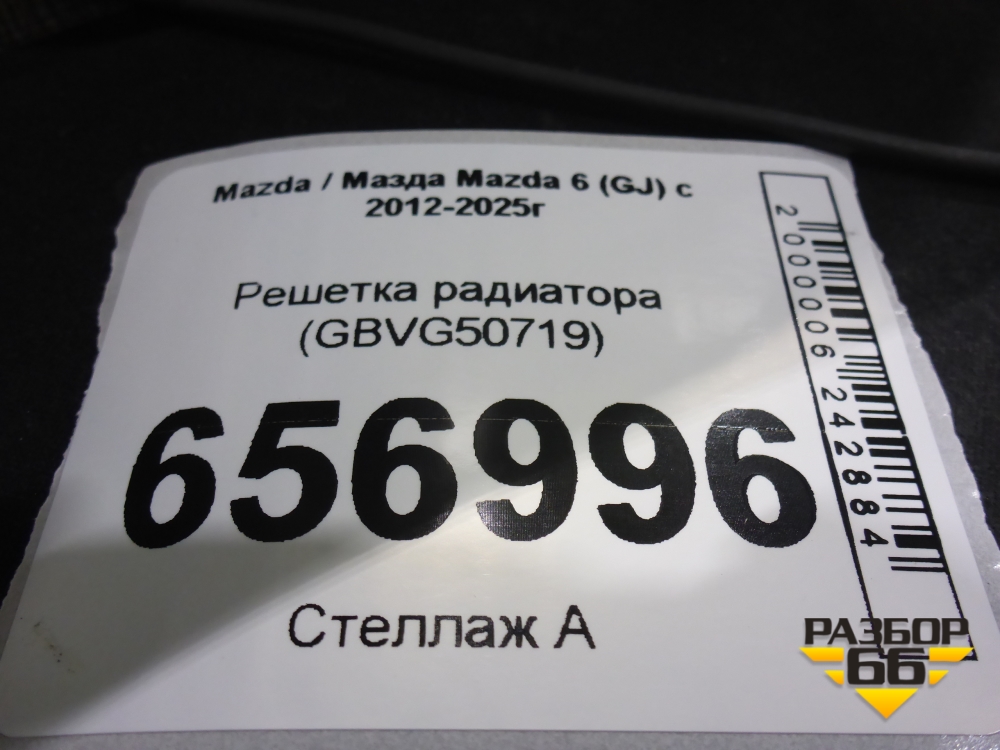 Mazda / Мазда Mazda 6 (GJ) с
2012-2025г
Решетка радиатора
(GBVG50719)
656996
Стеллаж А
2000006242884
РАЗБОР
66